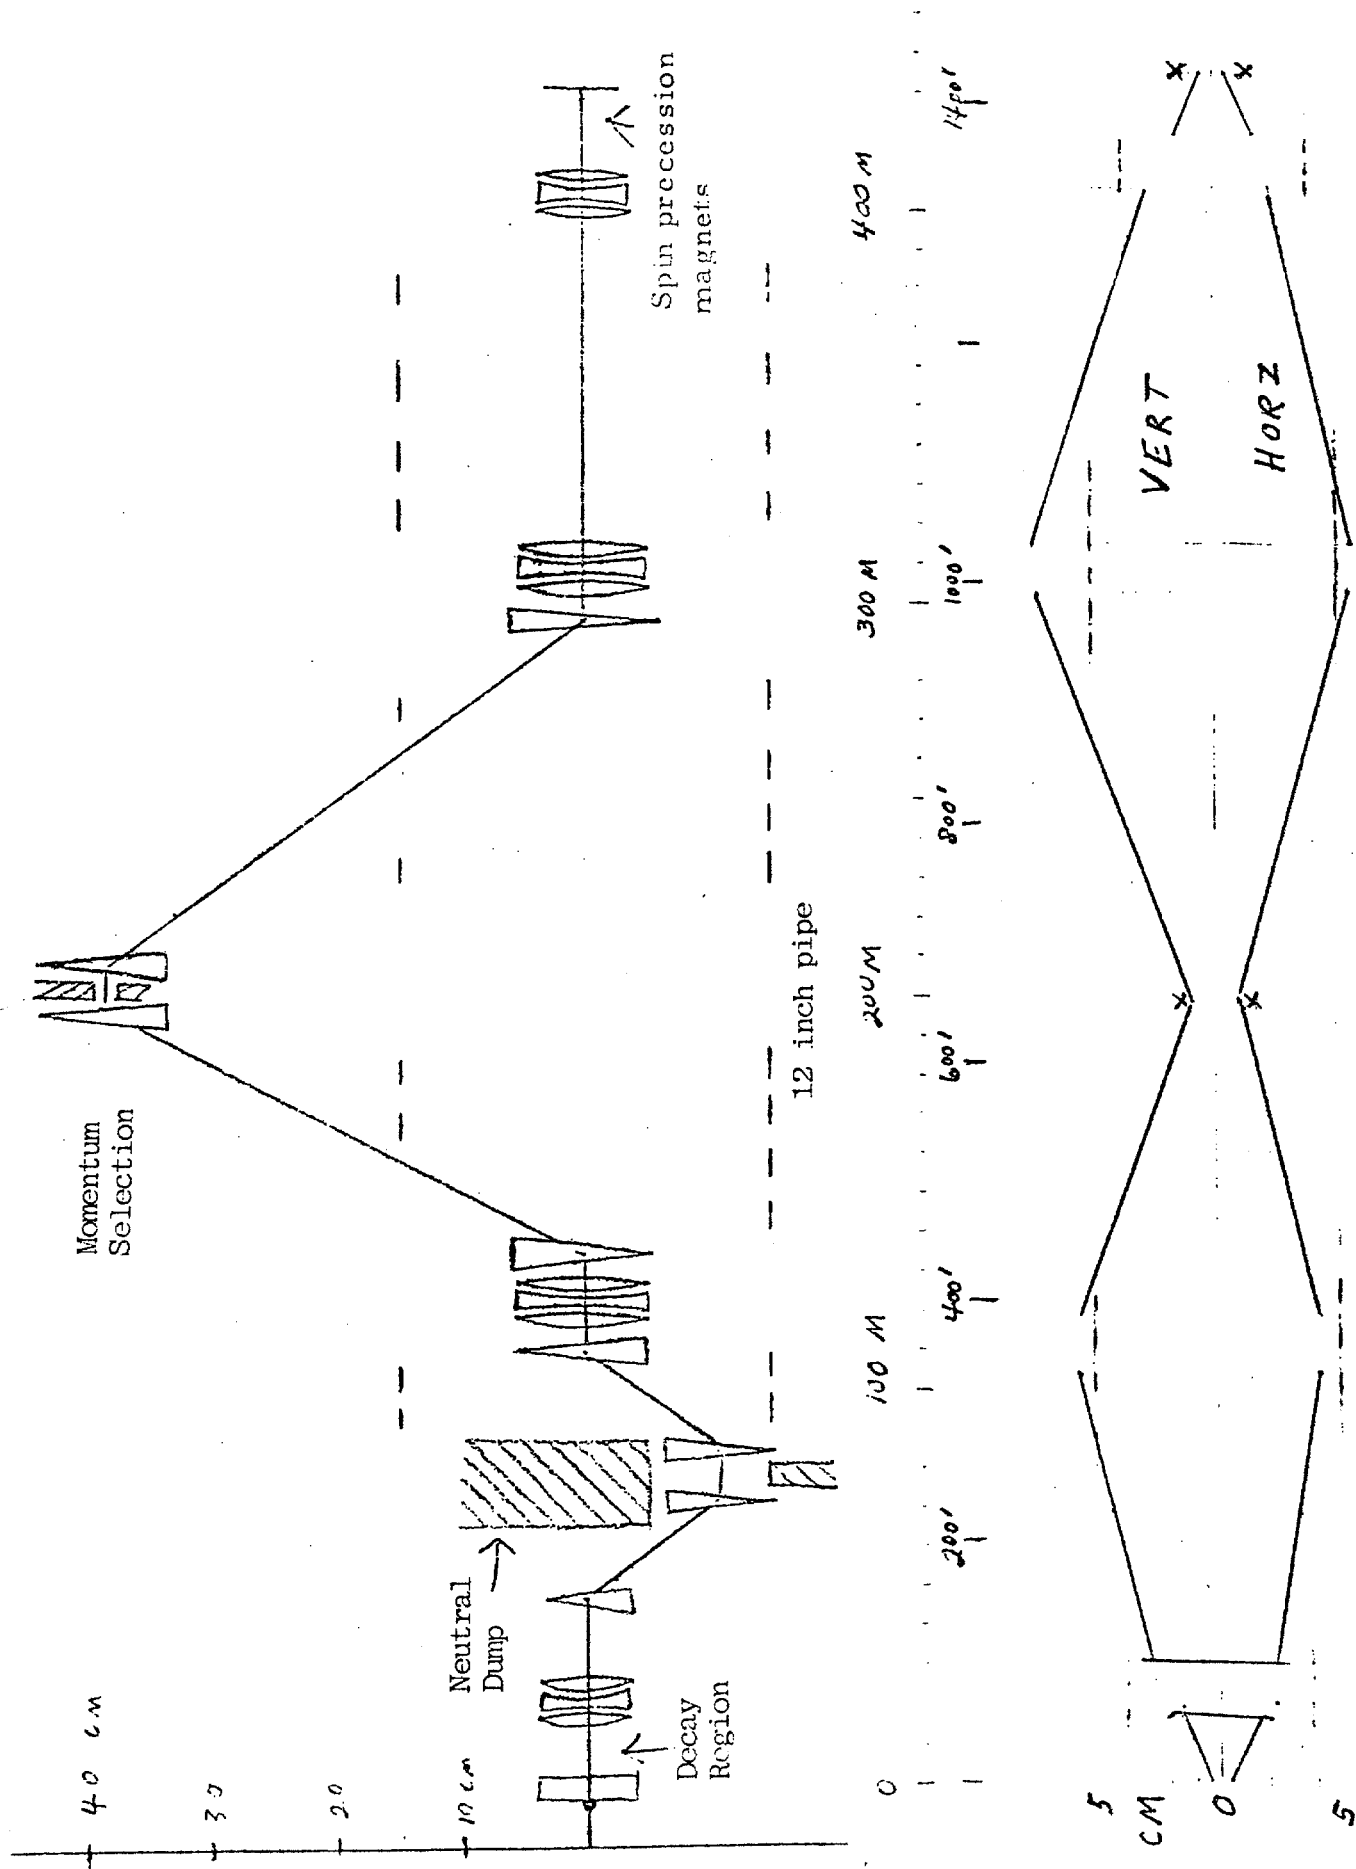 40 cm
30
20
10 cm
Momentum
Selection
Neutral
Dump
Decay
Region
12 inch pipe
Spin precession
magnets
0
100 M
200 M
300 M
400 M
200'
400'
600'
800'
1000'
1400'
5
CM
0
5
VERT
HORZ